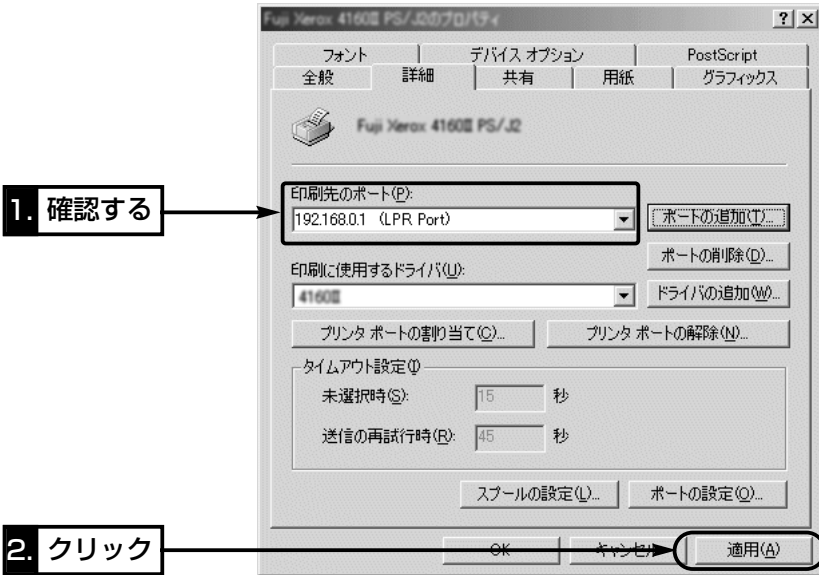 Fuji Xerox 4160Ⅱ PS/J2のプロパティ
フォント デバイス オプション PostScript
全般 詳細 共有 用紙 グラフィックス
Fuji Xerox 4160Ⅱ PS/J2
印刷先のポート(P):
1. 確認する
192.168.0.1 (LPR Port) ポートの追加(T)...
ポートの削除(D)...
印刷に使用するドライバ(U):
4160Ⅱ ドライバの追加(W)...
プリンタ ポートの割り当て(C)... プリンタ ポートの解除(N)...
タイムアウト設定(I)
未選択時(S): 15 秒
送信の再試行時(R): 45 秒
スプールの設定(L)... ポートの設定(O)...
2. クリック
OK キャンセル 適用(A)